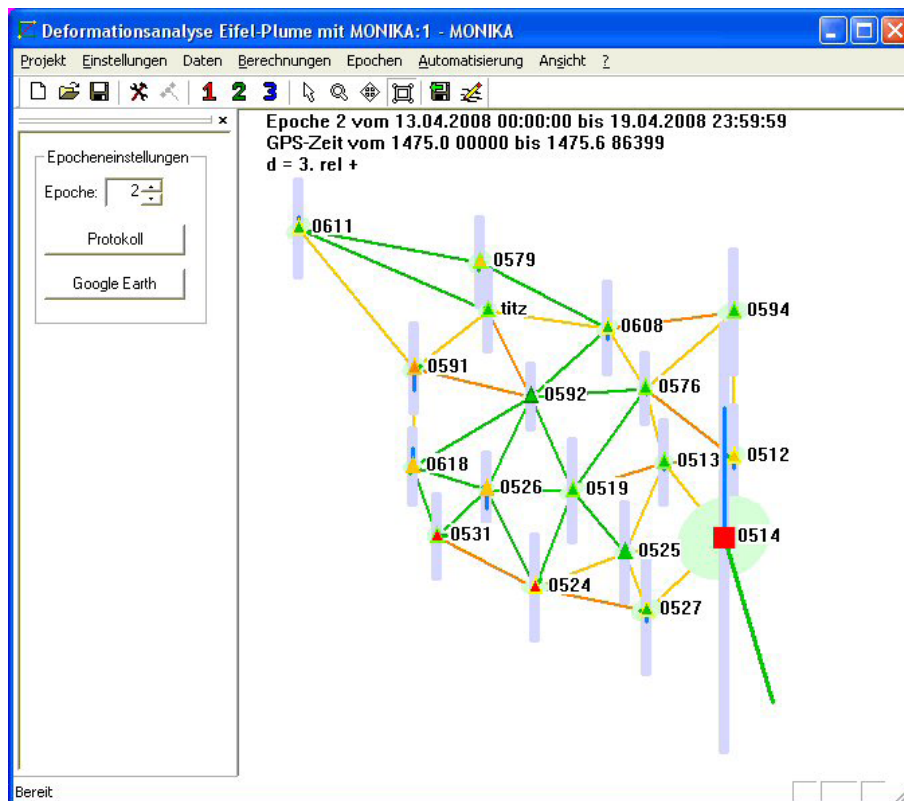 Deformationsanalyse Eifel-Plume mit MONIKA:1 - MONIKA
Projekt Einstellungen Daten Berechnungen Epochen Automatisierung Ansicht ?
1 2 3
Epocheneinstellungen
Epoche: 2
Protokoll
Google Earth
Epoche 2 vom 13.04.2008 00:00:00 bis 19.04.2008 23:59:59
GPS-Zeit vom 1475.0 00000 bis 1475.6 86399
d = 3. rel +
0611
0579
titz
0608
0594
0591
0592
0576
0618
0526
0519
0513
0512
0531
0525
0514
0524
0527
Bereit